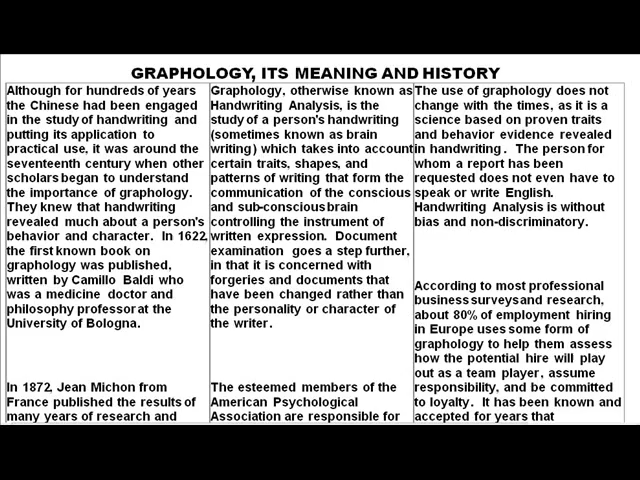 GRAPHOLOGY, ITS MEANING AND HISTORY
Although for hundreds of years
the Chinese had been engaged
in the study of handwriting and
putting its application to
practical use, it was around the
seventeenth century when other
scholars began to understand
the importance of graphology.
They knew that handwriting
revealed much about a person's
behavior and character. In 1622,
the first known book on
graphology was published,
written by Camillo Baldi who
was a medicine doctor and
philosophy professor at the
University of Bologna.
In 1872, Jean Michon from
France published the results of
many years of research and
Graphology, otherwise known as
Handwriting Analysis, is the
study of a person's handwriting
(sometimes known as brain
writing) which takes into account
certain traits, shapes, and
patterns of writing that form the
communication of the conscious
and sub-conscious brain
controlling the instrument of
written expression. Document
examination goes a step further,
in that it is concerned with
forgeries and documents that
have been changed rather than
the personality or character of
the writer.
The esteemed members of the
American Psychological
Association are responsible for
The use of graphology does not
change with the times, as it is a
science based on proven traits
and behavior evidence revealed
in handwriting. The person for
whom a report has been
requested does not even have to
speak or write English.
Handwriting Analysis is without
bias and non-discriminatory.
According to most professional
business surveys and research,
about 80% of employment hiring
in Europe uses some form of
graphology to help them assess
how the potential hire will play
out as a team player, assume
responsibility, and be committed
to loyalty. It has been known and
accepted for years that